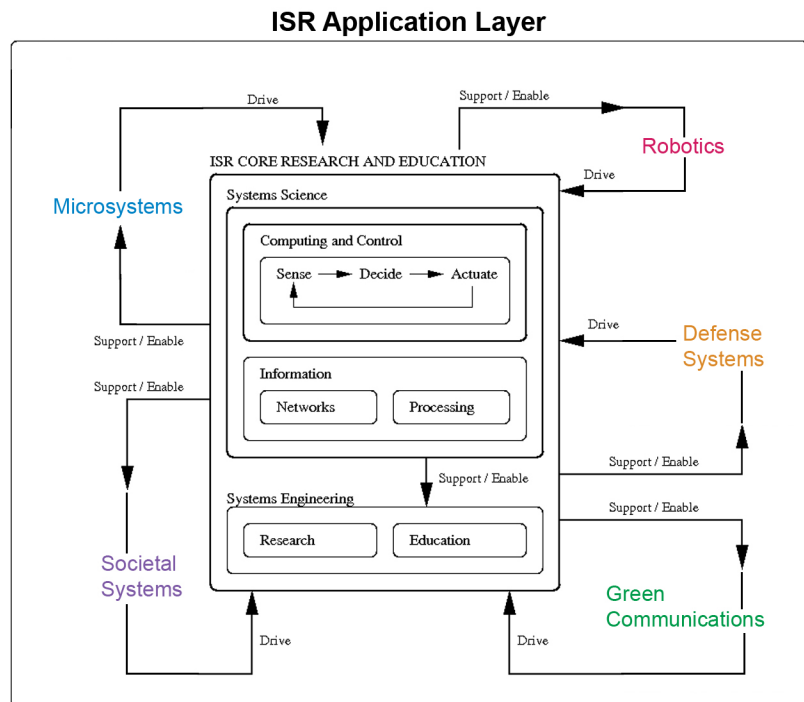 ISR Application Layer
Drive
Support / Enable
Robotics
ISR CORE RESEARCH AND EDUCATION
Drive
Microsystems
Systems Science
Computing and Control
Sense
Decide
Actuate
Support / Enable
Drive
Defense
Systems
Support / Enable
Information
Networks
Processing
Support / Enable
Support / Enable
Systems Engineering
Support / Enable
Research
Education
Societal
Systems
Green
Communications
Drive
Drive